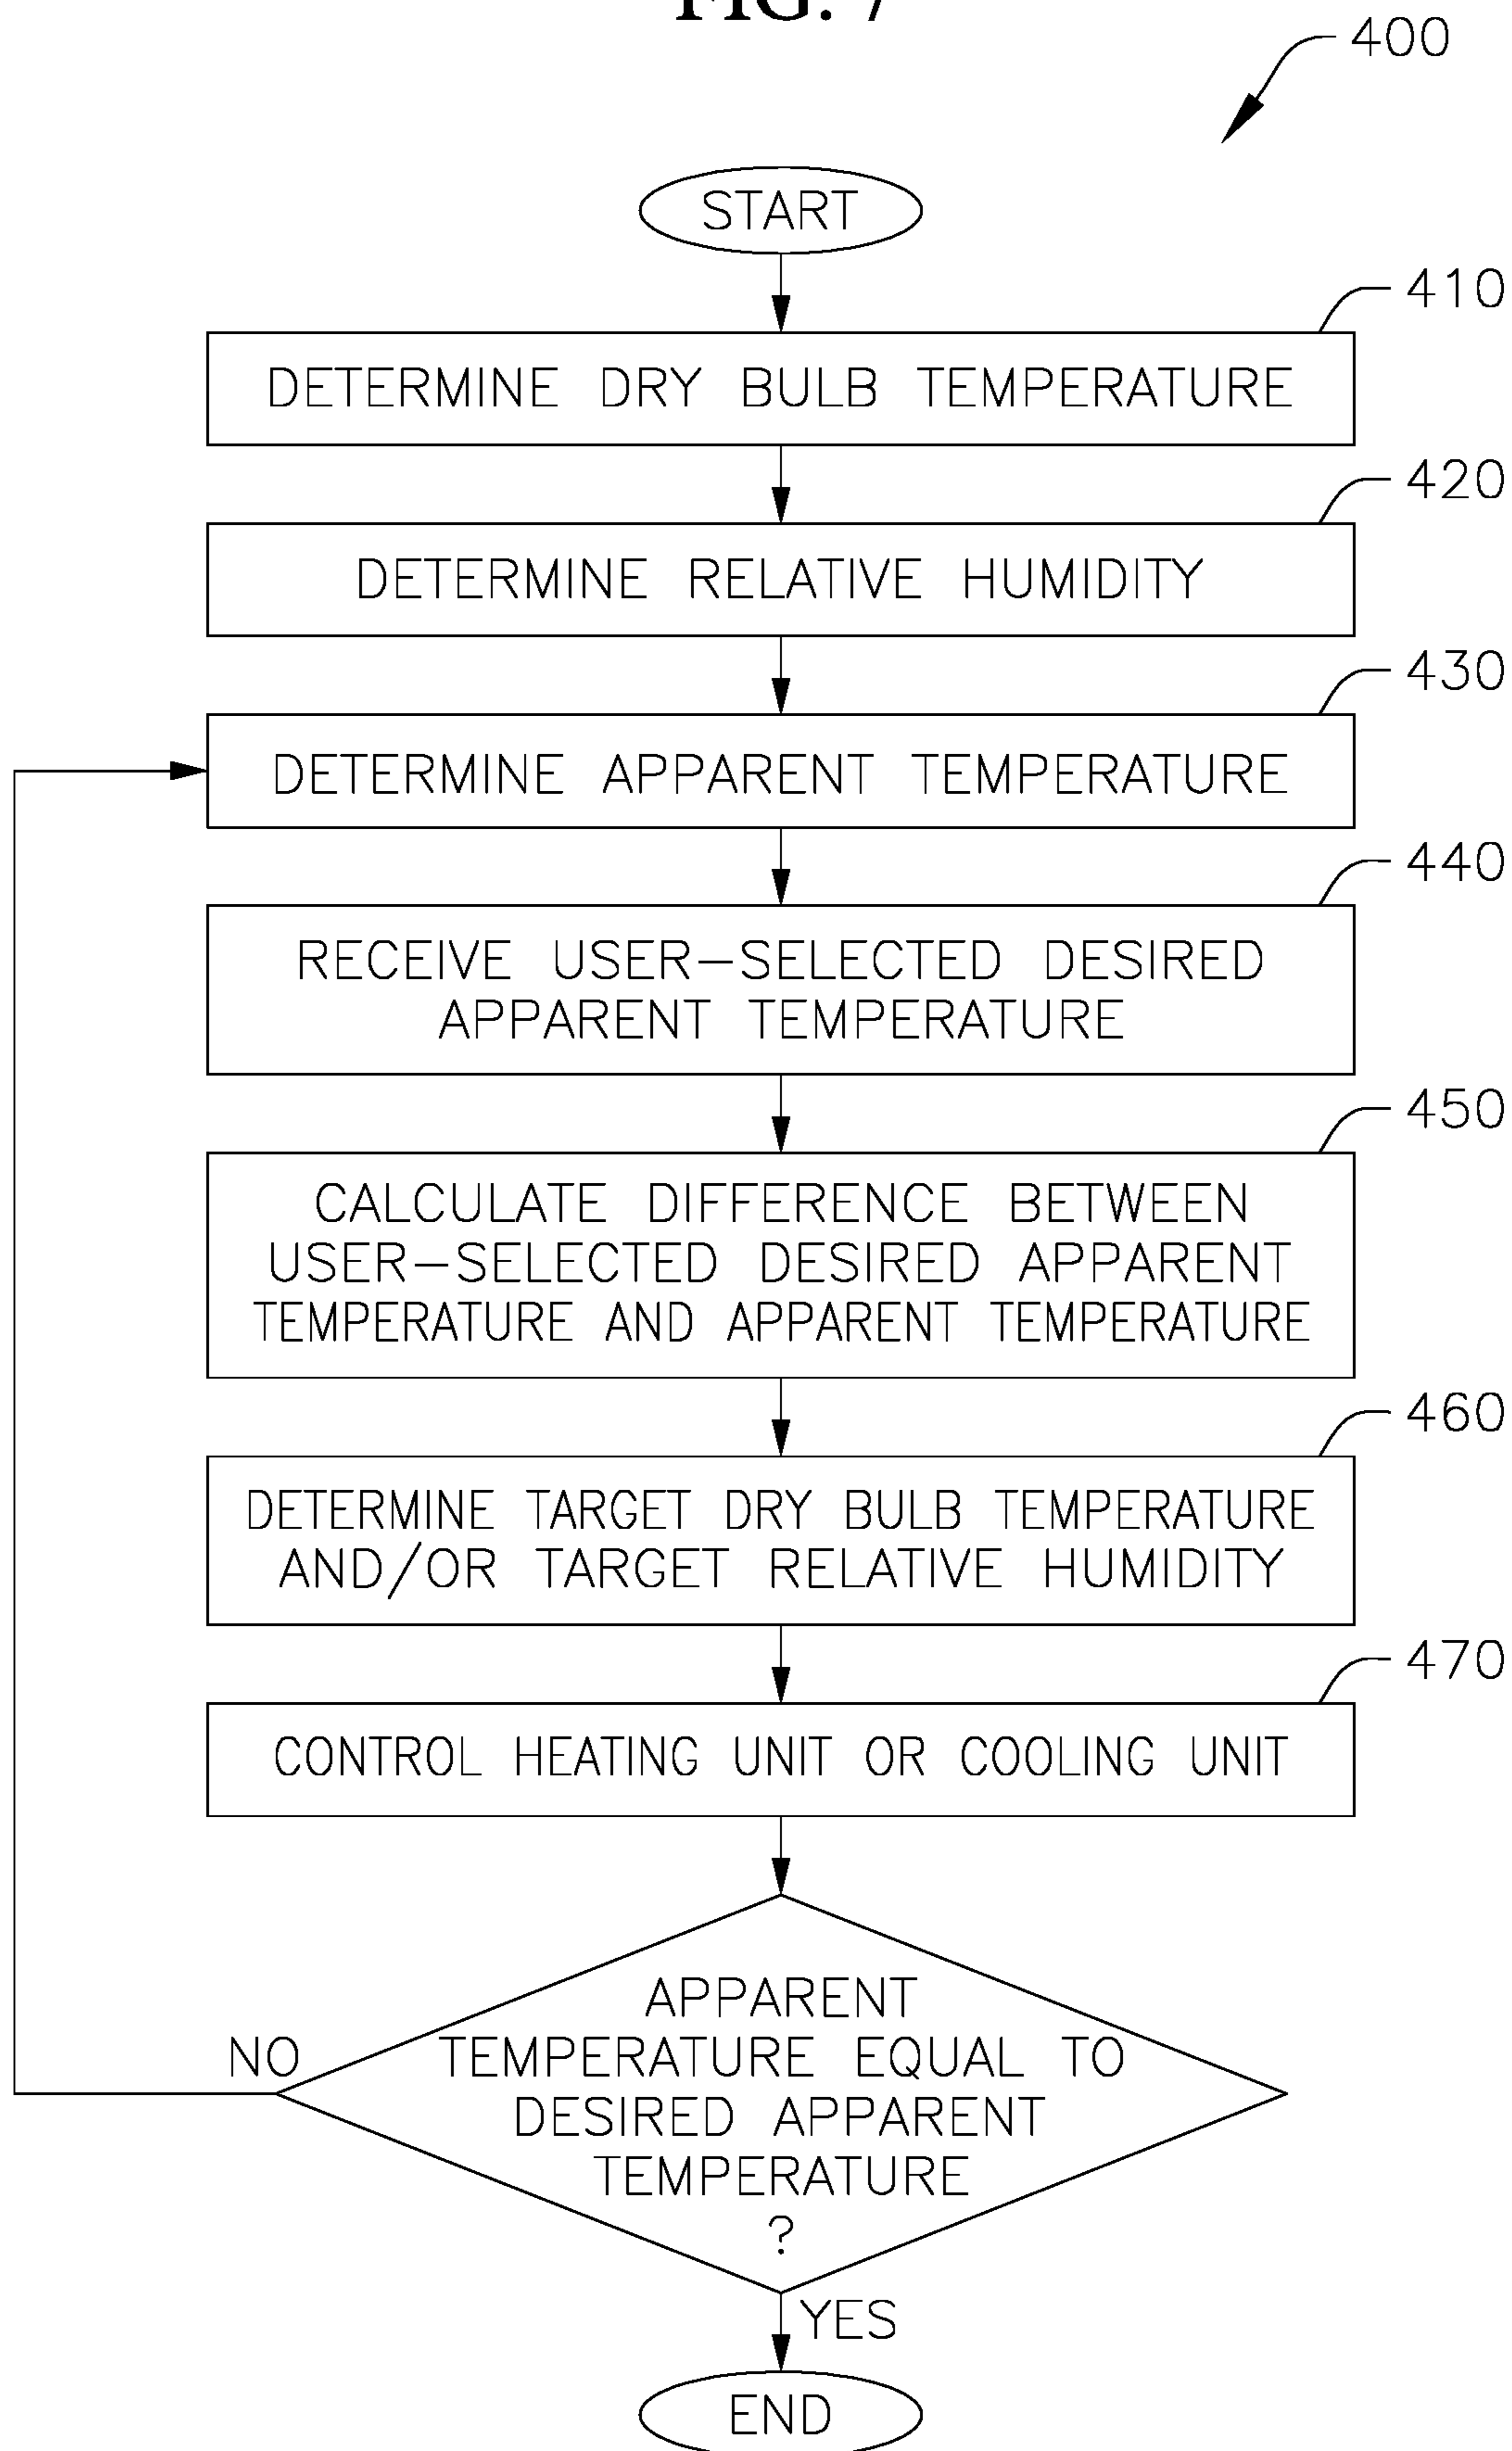 FIG. 7
400
START
410
DETERMINE DRY BULB TEMPERATURE
420
DETERMINE RELATIVE HUMIDITY
430
DETERMINE APPARENT TEMPERATURE
440
RECEIVE USER-SELECTED DESIRED
APPARENT TEMPERATURE
450
CALCULATE DIFFERENCE BETWEEN
USER-SELECTED DESIRED APPARENT
TEMPERATURE AND APPARENT TEMPERATURE
460
DETERMINE TARGET DRY BULB TEMPERATURE
AND/OR TARGET RELATIVE HUMIDITY
470
CONTROL HEATING UNIT OR COOLING UNIT
APPARENT
NO TEMPERATURE EQUAL TO
DESIRED APPARENT
TEMPERATURE
?
YES
END